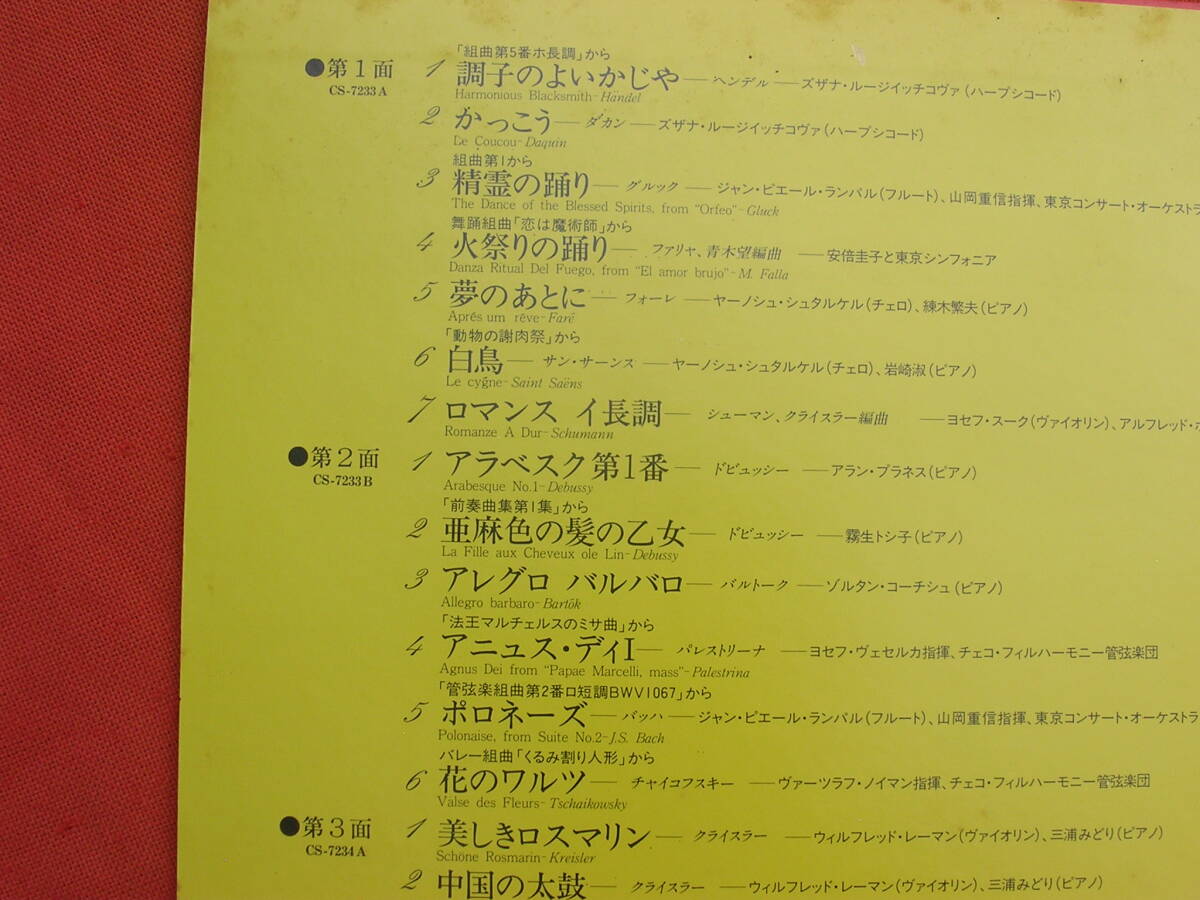 「組曲第5番ホ長調」から
●第1面 1 調子のよいかじや—ヘンデル—ズザナ・ルージイッチコヴァ(ハープシコード)
CS-7233A Harmonious Blacksmith-Händel
2 かっこう—ダカン—ズザナ・ルージイッチコヴァ(ハープシコード)
Le Coucou-Daquin
組曲第1から
3 精霊の踊り—グルック—ジャン・ピエール・ランパル(フルート)、山岡重信指揮、東京コンサート・オーケストラ
The Dance of the Blessed Spirits, from "Orfeo"-Gluck
舞踊組曲「恋は魔術師」から
4 火祭りの踊り—ファリャ、青木望編曲—安倍圭子と東京シンフォニア
Danza Ritual Del Fuego, from "El amor brujo"-M. Falla
5 夢のあとに—フォーレ—ヤーノシュ・シュタルケル(チェロ)、練木繁夫(ピアノ)
Aprés um rêve-Faré
「動物の謝肉祭」から
6 白鳥—サン・サーンス—ヤーノシュ・シュタルケル(チェロ)、岩崎淑(ピアノ)
Le cygne-Saint Saëns
7 ロマンス イ長調—シューマン、クライスラー編曲—ヨセフ・スーク(ヴァイオリン)、アルフレッド・ホ
Romanze A Dur-Schumann
●第2面 1 アラベスク第1番—ドビュッシー—アラン・プラネス(ピアノ)
CS-7233B Arabesque No.1-Debussy
「前奏曲集第1集」から
2 亜麻色の髪の乙女—ドビュッシー—霧生トシ子(ピアノ)
La Fille aux Cheveux ole Lin-Debussy
3 アレグロ バルバロ—バルトーク—ゾルタン・コーチシュ(ピアノ)
Allegro barbaro-Bartök
「法王マルチェルスのミサ曲」から
4 アニュス・ディI—パレストリーナ—ヨセフ・ヴェセルカ指揮、チェコ・フィルハーモニー管弦楽団
Agnus Dei from "Papae Marcelli, mass"-Palestrina
「管弦楽組曲第2番ロ短調BWV1067」から
5 ポロネーズ—バッハ—ジャン・ピエール・ランパル(フルート)、山岡重信指揮、東京コンサート・オーケストラ
Polonaise, from Suite No.2-J.S. Bach
バレー組曲「くるみ割り人形」から
6 花のワルツ—チャイコフスキー—ヴァーツラフ・ノイマン指揮、チェコ・フィルハーモニー管弦楽団
Valse des Fleurs-Tschaikowsky
●第3面 1 美しきロスマリン—クライスラー—ウィルフレッド・レーマン(ヴァイオリン)、三浦みどり(ピアノ)
CS-7234A Schöne Rosmarin-Kreisler
2 中国の太鼓—クライスラー—ウィルフレッド・レーマン(ヴァイオリン)、三浦みどり(ピアノ)